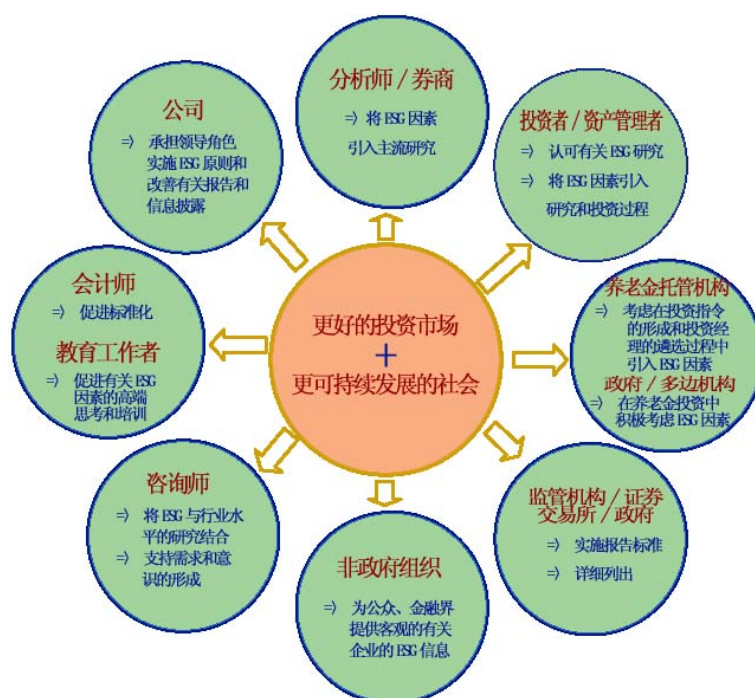 分析师 / 券商
=〉 将 ESG 因素
引入主流研究
投资者 / 资产管理者
=〉 认可有关 ESG 研究
=〉 将 ESG 因素引入
研究和投资过程
养老金托管机构
=〉 考虑在投资指令
的形成和投资经
理的遴选过程中
引入 ESG 因素
政府 / 多边机构
=〉 在养老金投资中
积极考虑 ESG 因素
监管机构 / 证券
交易所 / 政府
=〉 实施报告标准
=〉 详细列出
非政府组织
=〉 为公众、金融界
提供客观的有关
企业的 ESG 信息
咨询师
=〉 将 ESG 与行业水
平的研究结合
=〉 支持需求和意
识的形成
会计师
=〉 促进标准化
教育工作者
=〉 促进有关 ESG
因素的高端
思考和培训
公司
=〉 承担领导角色
实施 ESG 原则和
改善有关报告和
信息披露
更好的投资市场
+
更可持续发展的社会